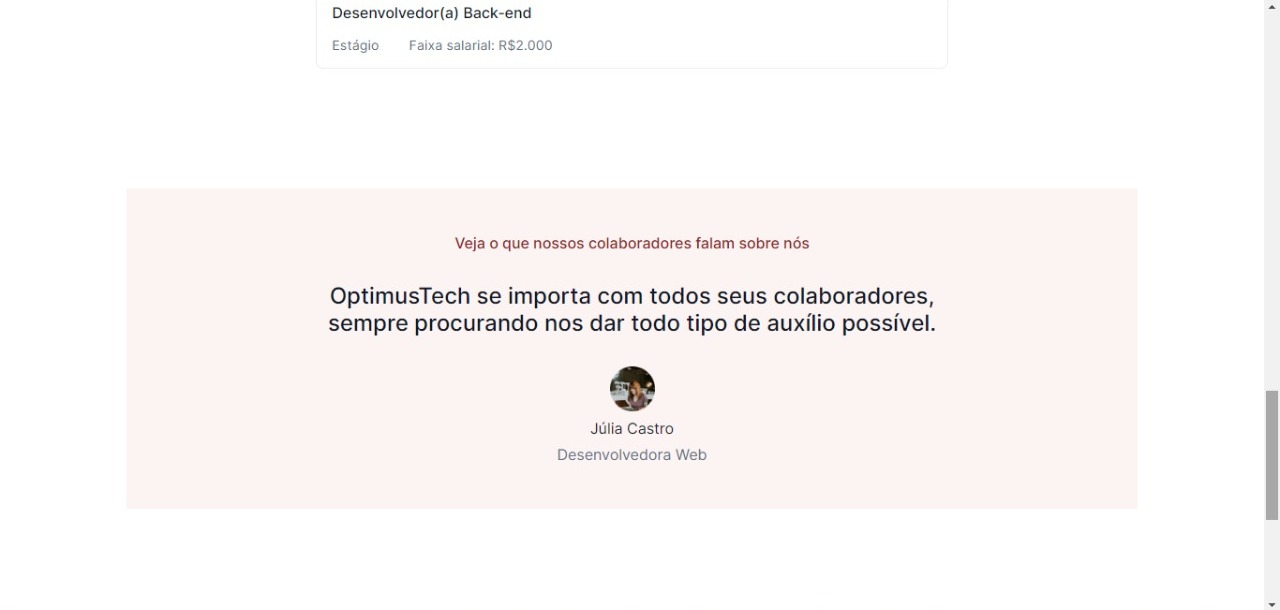 Desenvolvedor(a) Back-end
Estágio Faixa salarial: R$2.000
Veja o que nossos colaboradores falam sobre nós
OptimusTech se importa com todos seus colaboradores,
sempre procurando nos dar todo tipo de auxílio possível.
Júlia Castro
Desenvolvedora Web